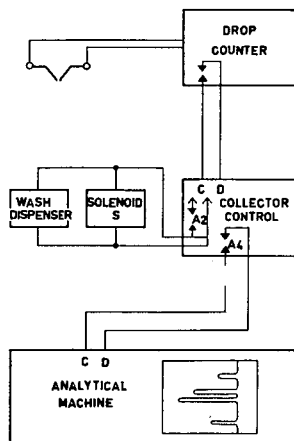 DROP
COUNTER
C D
COLLECTOR
CONTROL
A2
A4
WASH
DISPENSER
SOLENOID
S
C D
ANALYTICAL
MACHINE